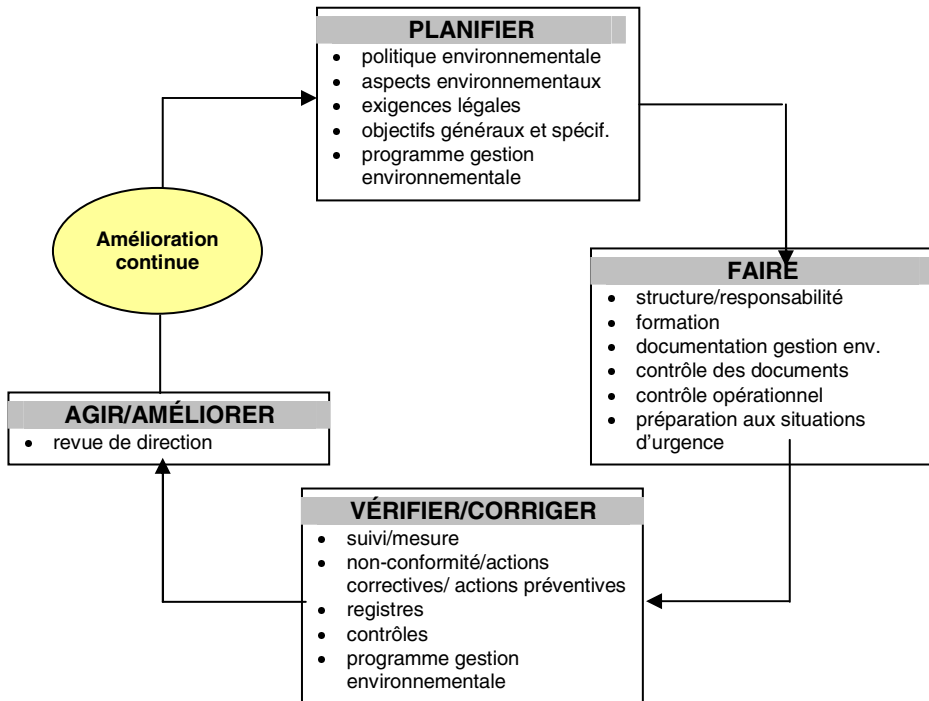 PLANIFIER
• politique environnementale
• aspects environnementaux
• exigences légales
• objectifs généraux et spécif.
• programme gestion
environnementale
Amélioration
continue
FAIRE
• structure/responsabilité
• formation
• documentation gestion env.
• contrôle des documents
• contrôle opérationnel
• préparation aux situations
d'urgence
AGIR/AMÉLIORER
• revue de direction
VÉRIFIER/CORRIGER
• suivi/mesure
• non-conformité/actions
correctives/ actions préventives
• registres
• contrôles
• programme gestion
environnementale